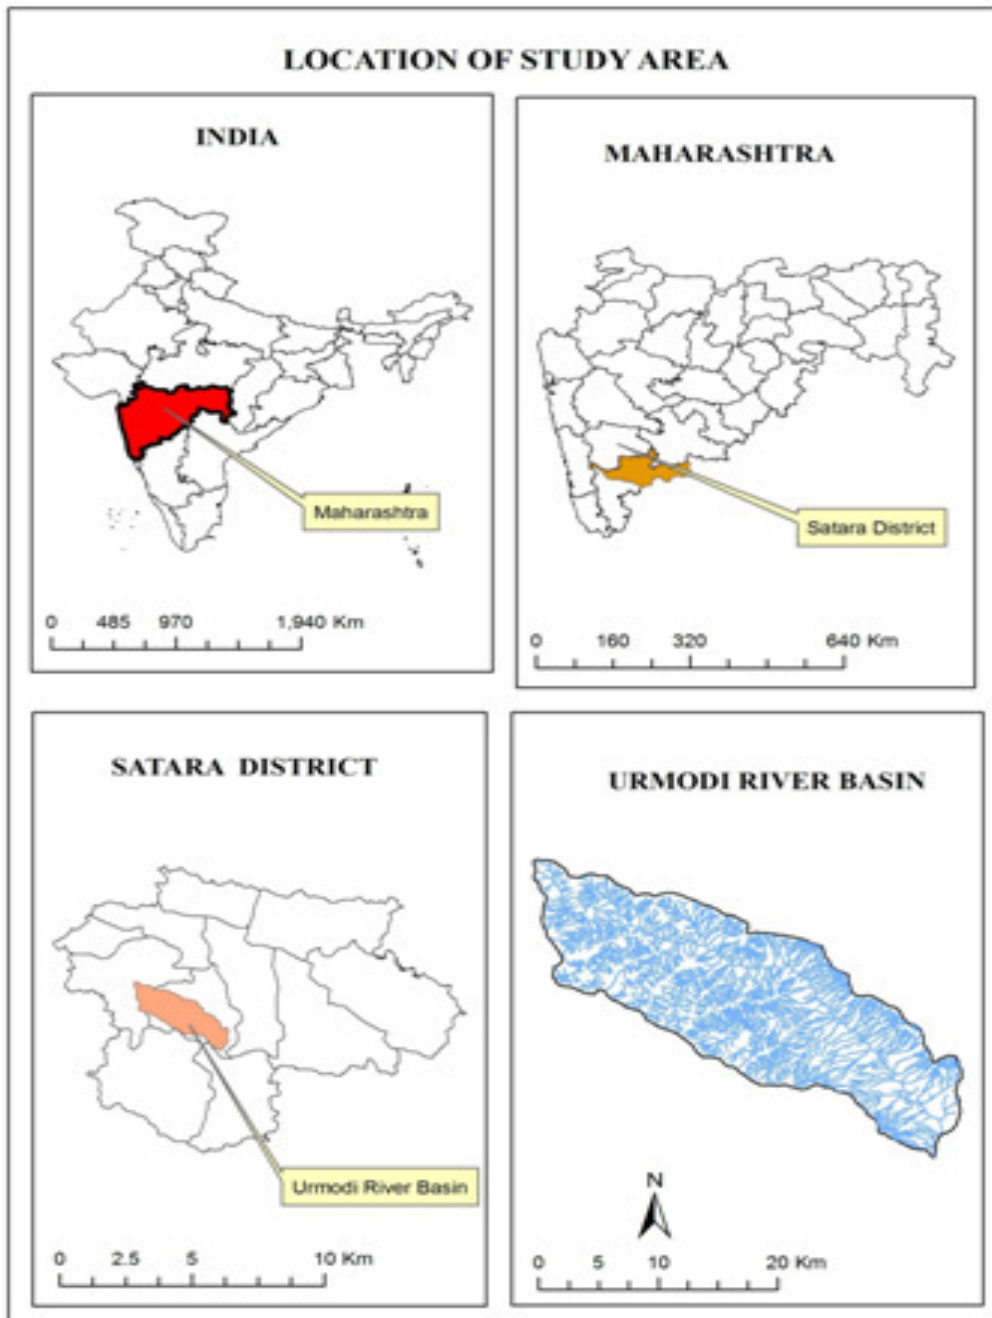 LOCATION OF STUDY AREA
INDIA
Maharashtra
0 485 970 1,940 Km
MAHARASHTRA
Satara District
0 160 320 640 Km
SATARA DISTRICT
Urmodi River Basin
0 2.5 5 10 Km
URMODI RIVER BASIN
N
0 5 10 20 Km